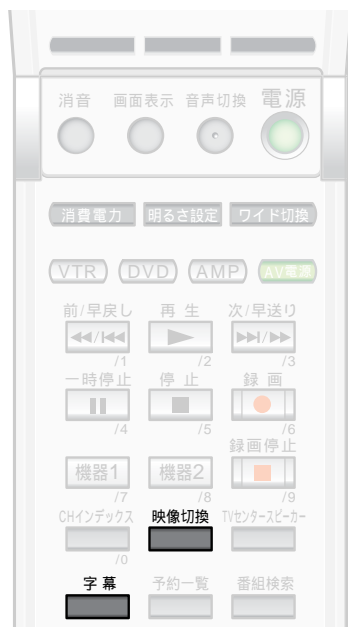 消音 画面表示 音声切換 電源
消費電力 明るさ設定 ワイド切換
VTR DVD AMP AV電源
前/早戻し 再生 次/早送り
/1 /2 /3
一時停止 停止 録画
/4 /5 /6
録画停止
機器1 機器2
/7 /8 /9
CHインデックス 映像切換 TVセンタースピーカー
/0
字幕 予約一覧 番組検索